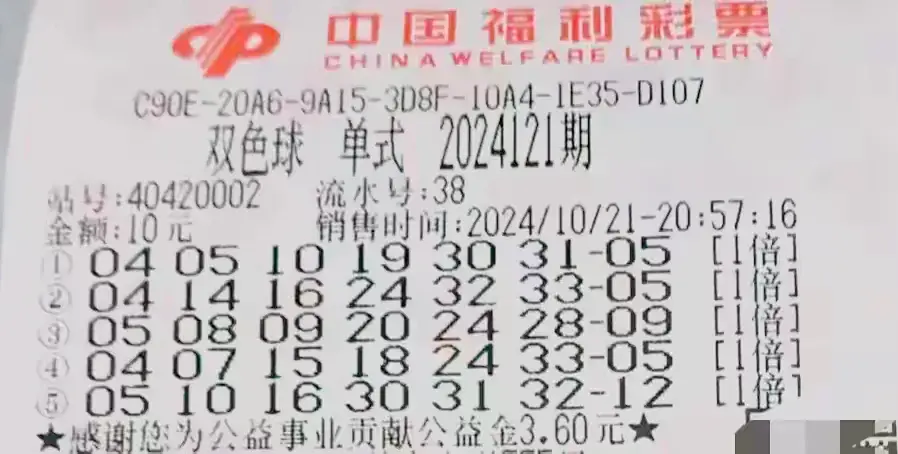 中国福利彩票
CHINA WELFARE LOTTERY
C90E-20A6-9A15-3D8F-10A4-1E35-D107
双色球 单式 2024121期
站号:40420002 流水号:38
金额:10元 销售时间:2024/10/21-20:57:16
① 04 05 10 19 30 31-05 [1倍]
② 04 14 16 24 32 33-05 [1倍]
③ 05 08 09 20 24 28-09 [1倍]
④ 04 07 15 18 24 33-05 [1倍]
⑤ 05 10 16 30 31 32-12 [1倍]
★感谢您为公益事业贡献公益金3.60元★